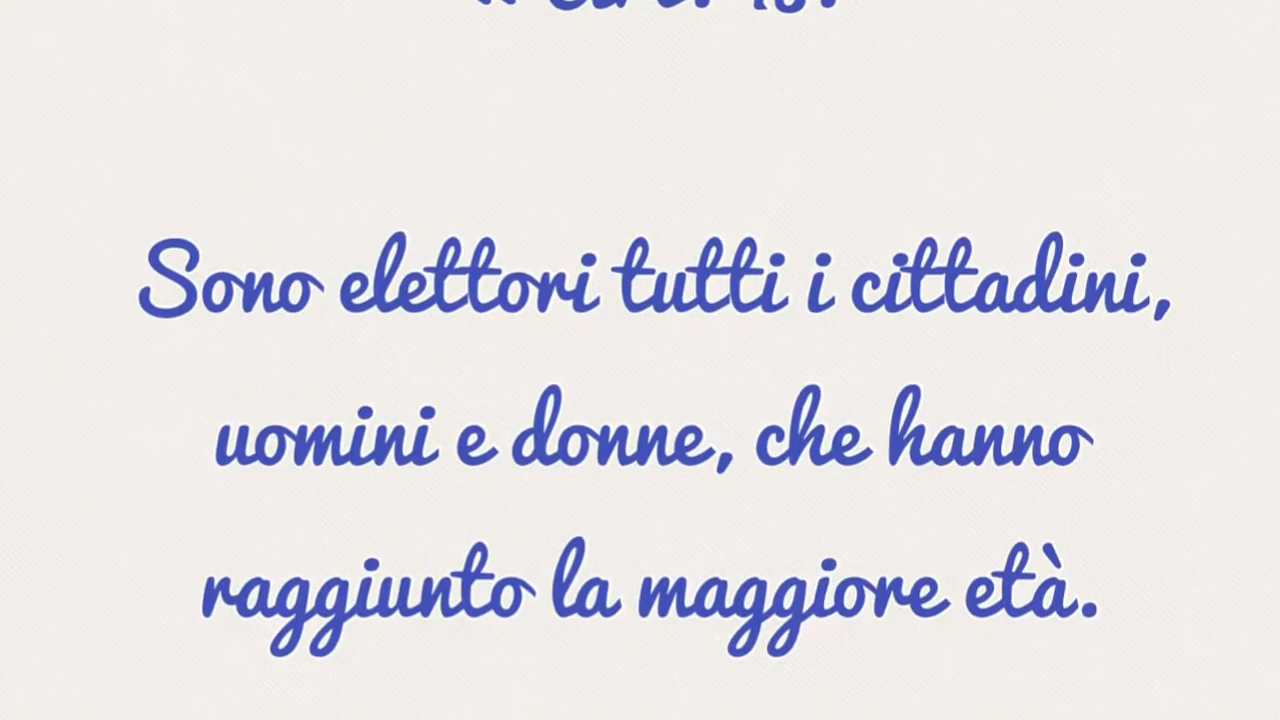 Sono elettori tutti i cittadini,
uomini e donne, che hanno
raggiunto la maggiore età.